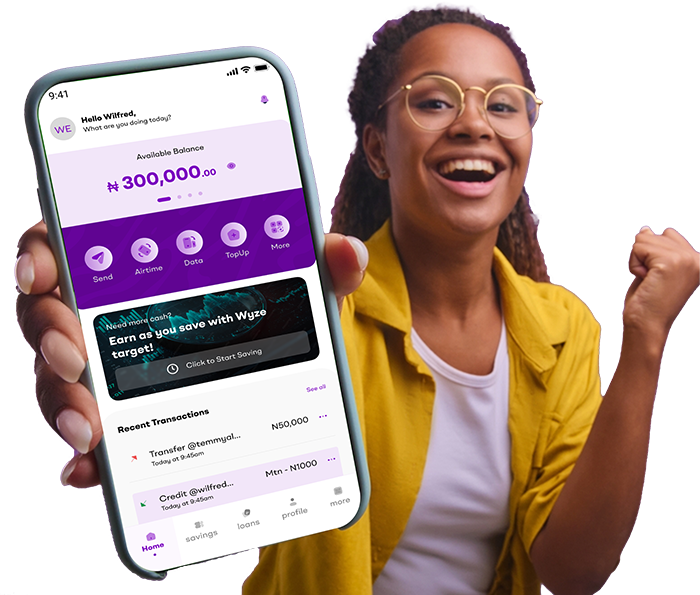 9:41
WE
Hello Wilfred,
What are you doing today?
Available Balance
₦ 300,000.00
Send
Airtime
Data
TopUp
More
Need more cash?
Earn as you save with Wyze
target!
Click to Start Saving
Recent Transactions
See all
Transfer @temmyal...
N50,000
Today at 9:45am
Credit @wilfred...
Mtn - N1000
Today at 9:45am
Home
savings
loans
profile
more